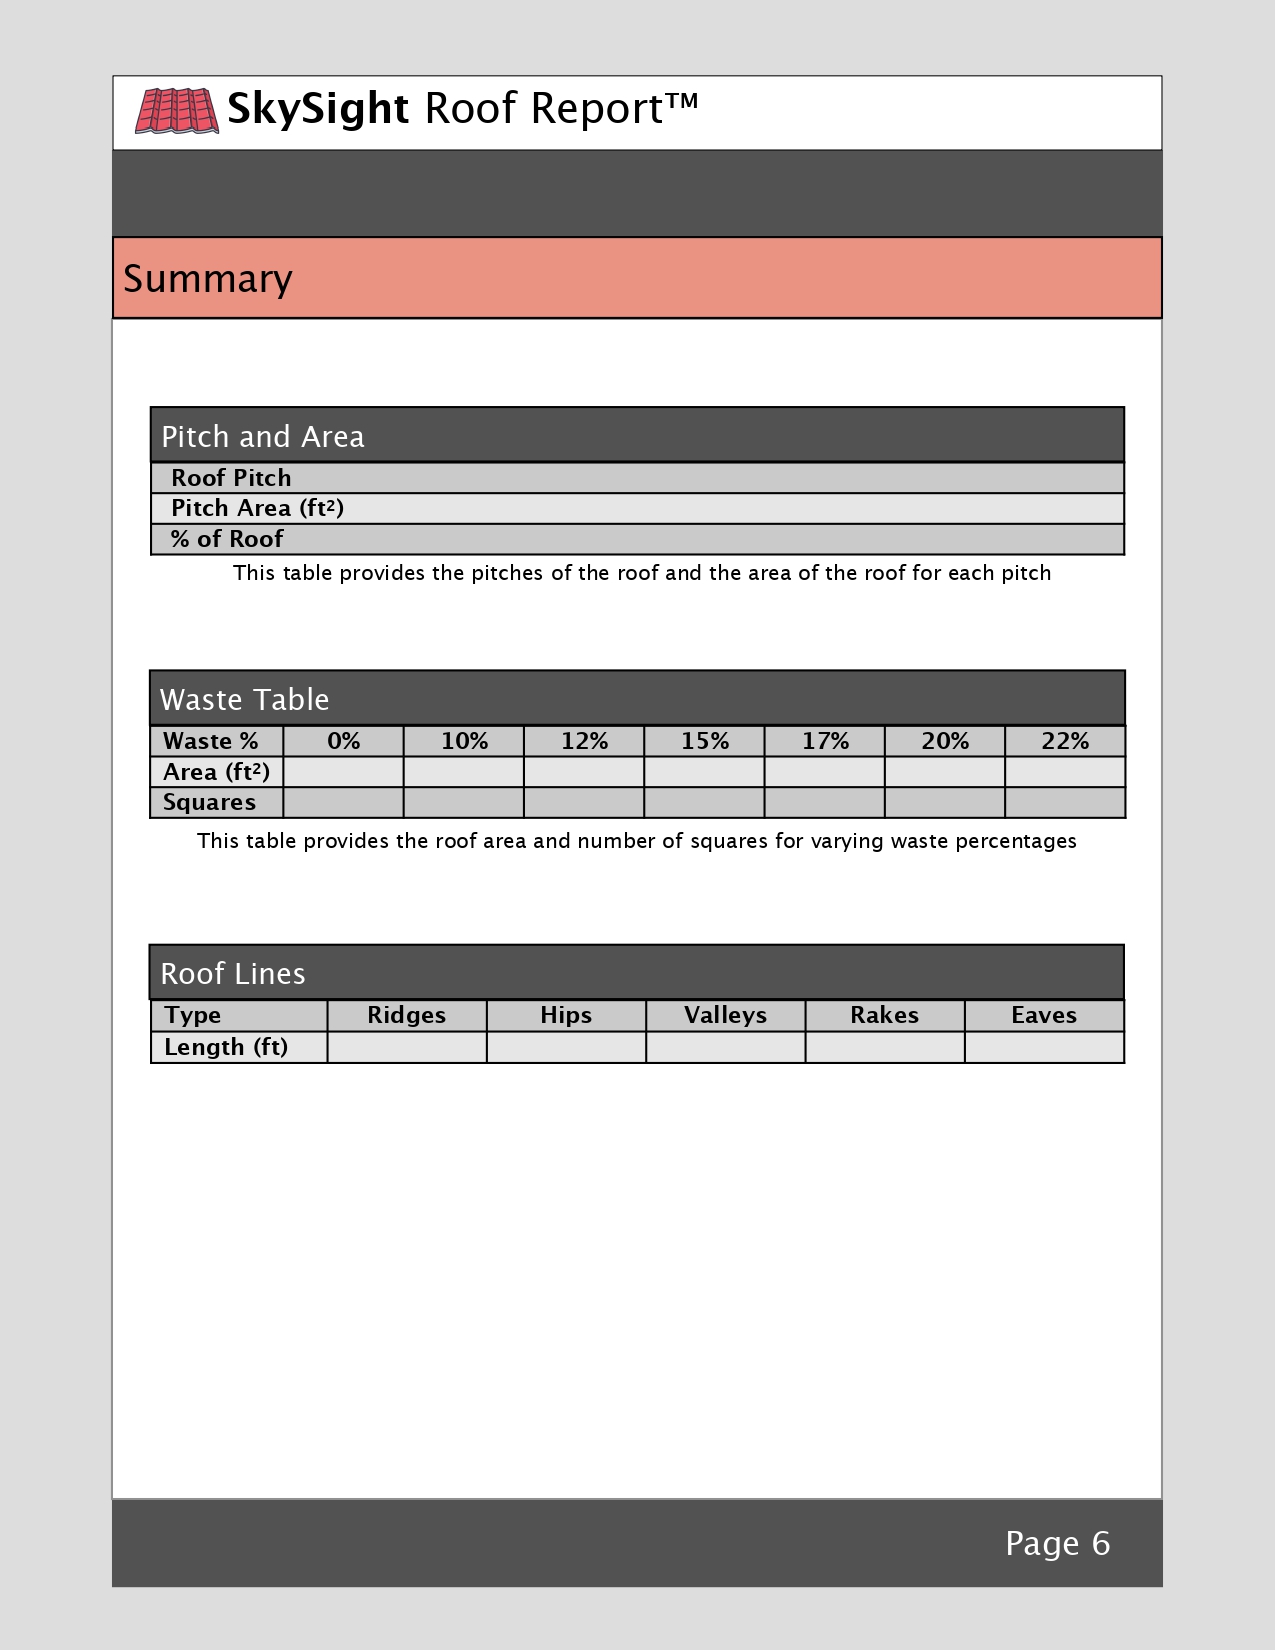 SkySight Roof Report™
Summary
Pitch and Area
Roof Pitch
Pitch Area (ft²)
% of Roof
This table provides the pitches of the roof and the area of the roof for each pitch
Waste Table
Waste % 0% 10% 12% 15% 17% 20% 22%
Area (ft²)
Squares
This table provides the roof area and number of squares for varying waste percentages
Roof Lines
Type Ridges Hips Valleys Rakes Eaves
Length (ft)
Page 6